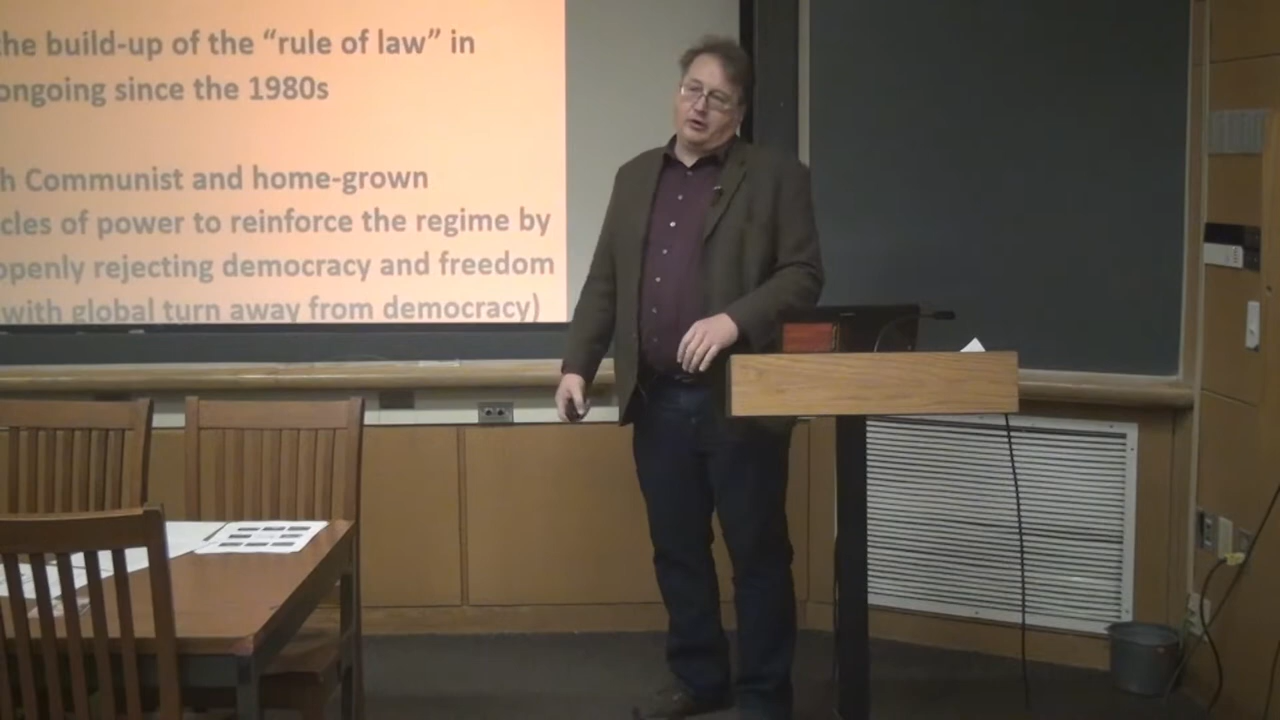 the build-up of the “rule of law” in
ongoing since the 1980s
h Communist and home-grown
cles of power to reinforce the regime by
openly rejecting democracy and freedom
with global turn away from democracy)